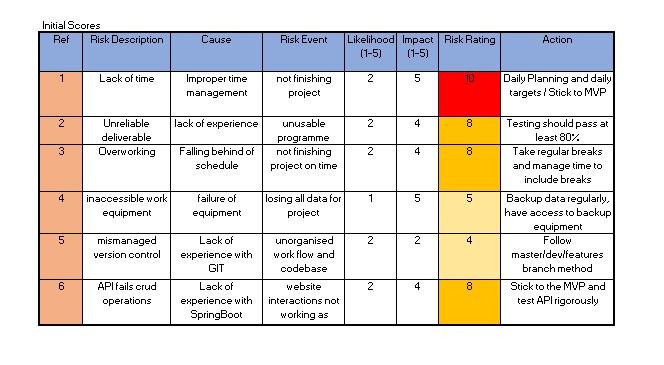 Initial Scores
Ref Risk Description Cause Risk Event Likelihood (1-5) Impact (1-5) Risk Rating Action
1 Lack of time Improper time management not finishing project 2 5 10 Daily Planning and daily targets / Stick to MVP
2 Unreliable deliverable lack of experience unusable programme 2 4 8 Testing should pass at least 80%
3 Overworking Falling behind of schedule not finishing project on time 2 4 8 Take regular breaks and manage time to include breaks
4 inaccessible work equipment failure of equipment losing all data for project 1 5 5 Backup data regularly, have access to backup equipment
5 mismanaged version control Lack of experience with GIT unorganised work flow and codebase 2 2 4 Follow master/dev/features branch method
6 API fails crud operations Lack of experience with SpringBoot website interactions not working as 2 4 8 Stick to the MVP and test API rigorously